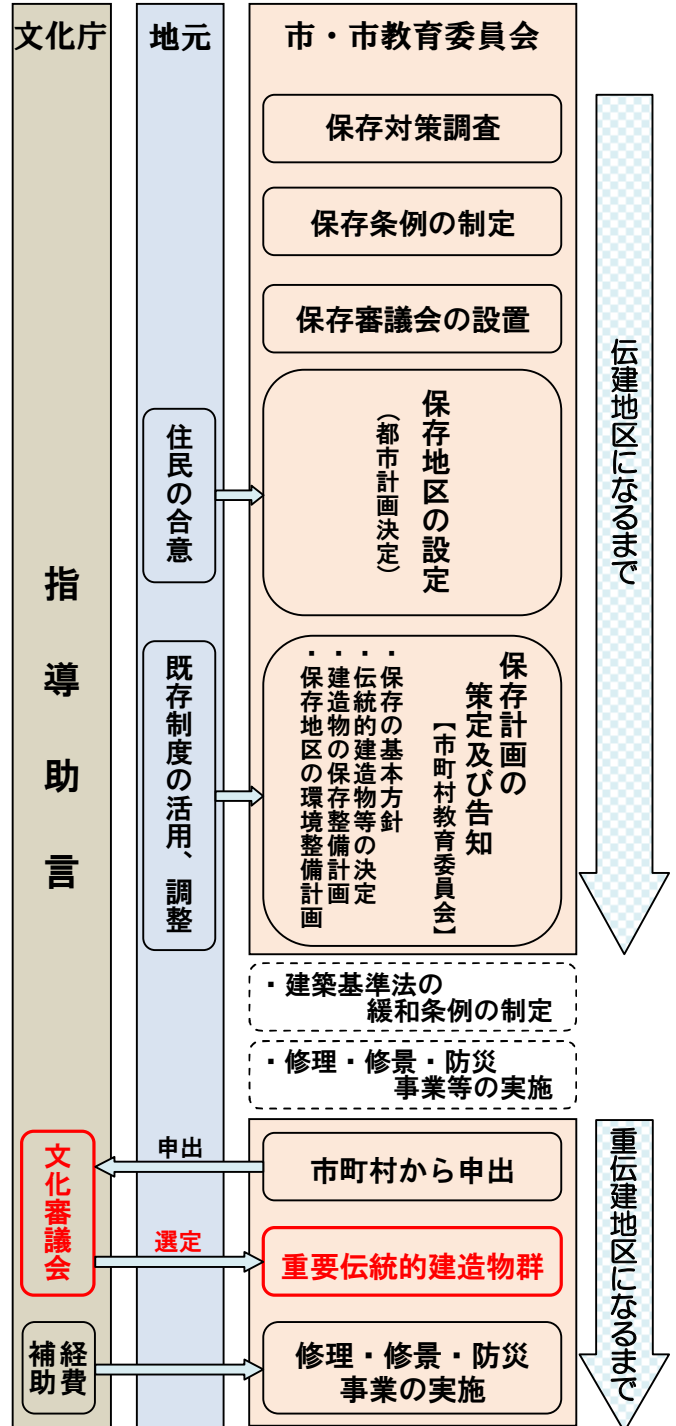 文化庁
地元
市・市教育委員会
保存対策調査
保存条例の制定
保存審議会の設置
保存地区の設定
（都市計画決定）
住民の合意
保存計画の
策定及び告知
【市町村教育委員会】
・保存の基本方針
・伝統的建造物等の決定
・建造物の保存整備計画
・保存地区の環境整備計画
既存制度の活用、調整
指導助言
伝建地区になるまで
・建築基準法の
緩和条例の制定
・修理・修景・防災
事業等の実施
文化審議会
申出
市町村から申出
選定
重要伝統的建造物群
経費
補助
修理・修景・防災
事業の実施
重伝建地区になるまで